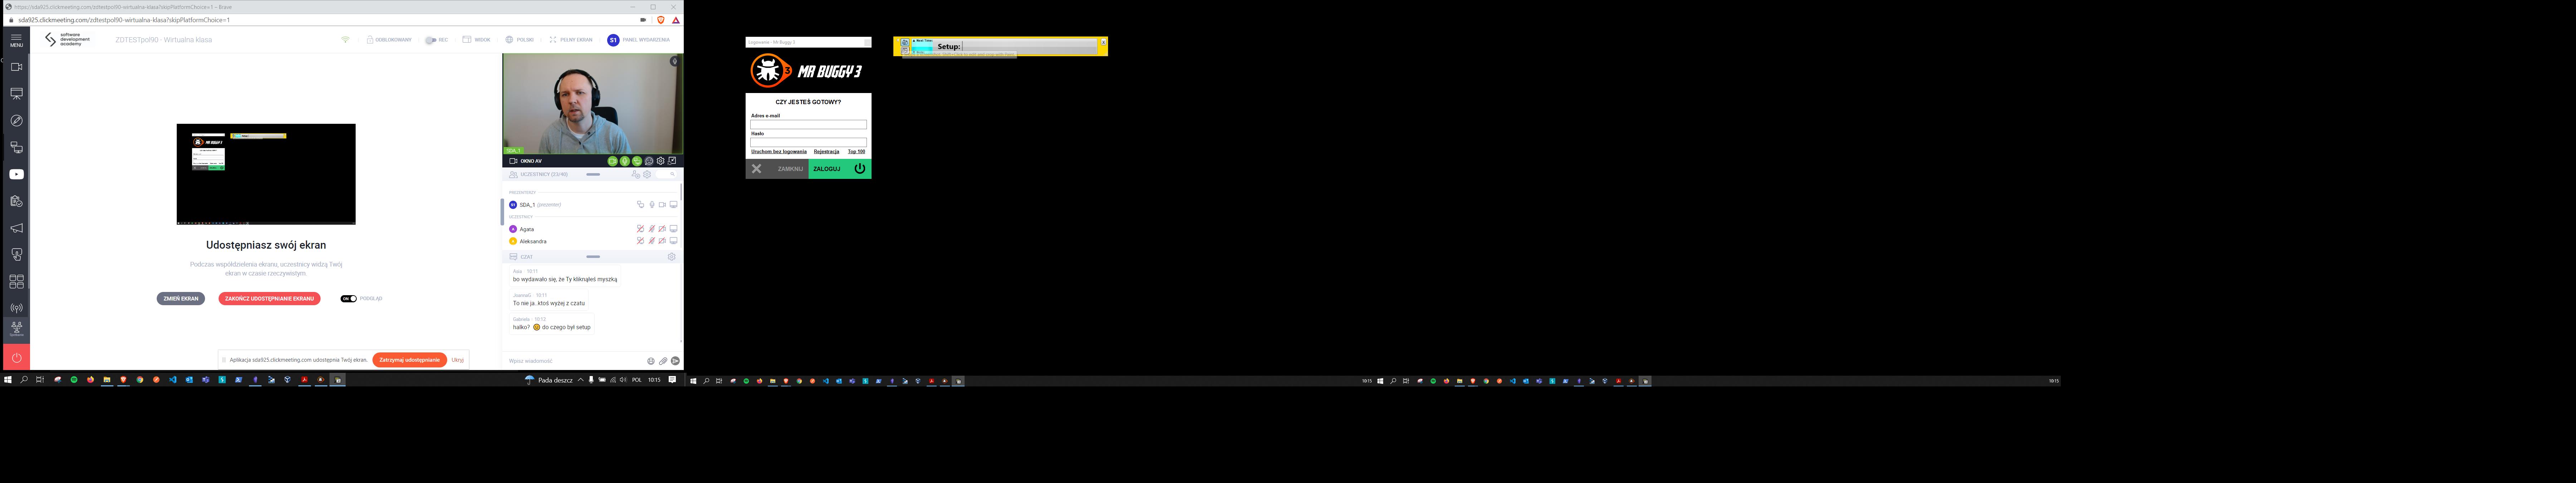 https://sda925.clickmeeting.com/zdtestpol90-wirtualna-klasa?skipPlatformChoice=1 – Brave
sda925.clickmeeting.com/zdtestpol90-wirtualna-klasa?skipPlatformChoice=1
MENU
software
development
academy
ZDTESTpol90 - Wirtualna klasa
ODBLOKOWANY
REC
WIDOK
POLSKI
PEŁNY EKRAN
S1
PANEL WYDARZENIA
SDA_1
OKNO AV
UCZESTNICY (23/40)
PREZENTERZY
S1
SDA_1
UCZESTNICY
A
Agata
A
Aleksandra
CZAT
10:11
bo wydawało się, że Ty kliknąłeś myszką
10:11
To nie ja. ktoś wyżej z czatu
Gabriela 10:12
halko? do czego był setup
Wpisz wiadomość
Udostępniasz swój ekran
Podczas współdzielenia ekranu, uczestnicy widzą Twój
ekran w czasie rzeczywistym.
ZMIEŃ EKRAN
ZAKOŃCZ UDOSTĘPNIANIE EKRANU
ON
PODGLĄD
Aplikacja sda925.clickmeeting.com udostępnia Twój ekran.
Zatrzymaj udostępnianie
Ukryj
Pada deszcz
POL
10:15
Logowanie - Mr Buggy 3
3
MR BUGGY 3
CZY JESTEŚ GOTOWY?
Adres e-mail
Hasło
Uruchom bez logowania
Rejestracja
Top 100
ZAMKNIJ
ZALOGUJ
Setup:
10:15
10:15